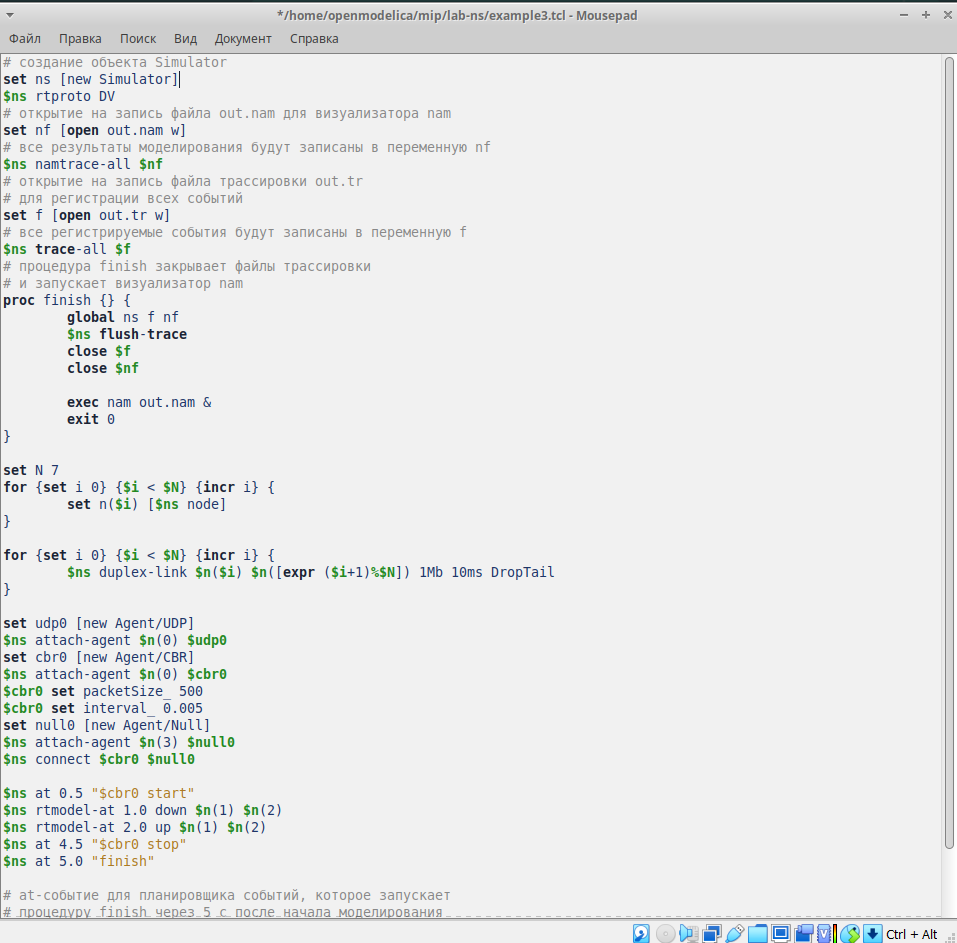 */home/openmodelica/mip/lab-ns/example3.tcl - Mousepad
Файл Правка Поиск Вид Документ Справка
# создание объекта Simulator
set ns [new Simulator]
$ns rtproto DV
# открытие на запись файла out.nam для визуализатора nam
set nf [open out.nam w]
# все результаты моделирования будут записаны в переменную nf
$ns namtrace-all $nf
# открытие на запись файла трассировки out.tr
# для регистрации всех событий
set f [open out.tr w]
# все регистрируемые события будут записаны в переменную f
$ns trace-all $f
# процедура finish закрывает файлы трассировки
# и запускает визуализатор nam
proc finish {} {
global ns f nf
$ns flush-trace
close $f
close $nf
exec nam out.nam &
exit 0
}
set N 7
for {set i 0} {$i < $N} {incr i} {
set n($i) [$ns node]
}
for {set i 0} {$i < $N} {incr i} {
$ns duplex-link $n($i) $n([expr ($i+1)%$N]) 1Mb 10ms DropTail
}
set udp0 [new Agent/UDP]
$ns attach-agent $n(0) $udp0
set cbr0 [new Agent/CBR]
$ns attach-agent $n(0) $cbr0
$cbr0 set packetSize_ 500
$cbr0 set interval_ 0.005
set null0 [new Agent/Null]
$ns attach-agent $n(3) $null0
$ns connect $cbr0 $null0
$ns at 0.5 "$cbr0 start"
$ns rtmodel-at 1.0 down $n(1) $n(2)
$ns rtmodel-at 2.0 up $n(1) $n(2)
$ns at 4.5 "$cbr0 stop"
$ns at 5.0 "finish"
# at-событие для планировщика событий, которое запускает
# процедуру finish через 5 с после начала моделирования
Ctrl + Alt